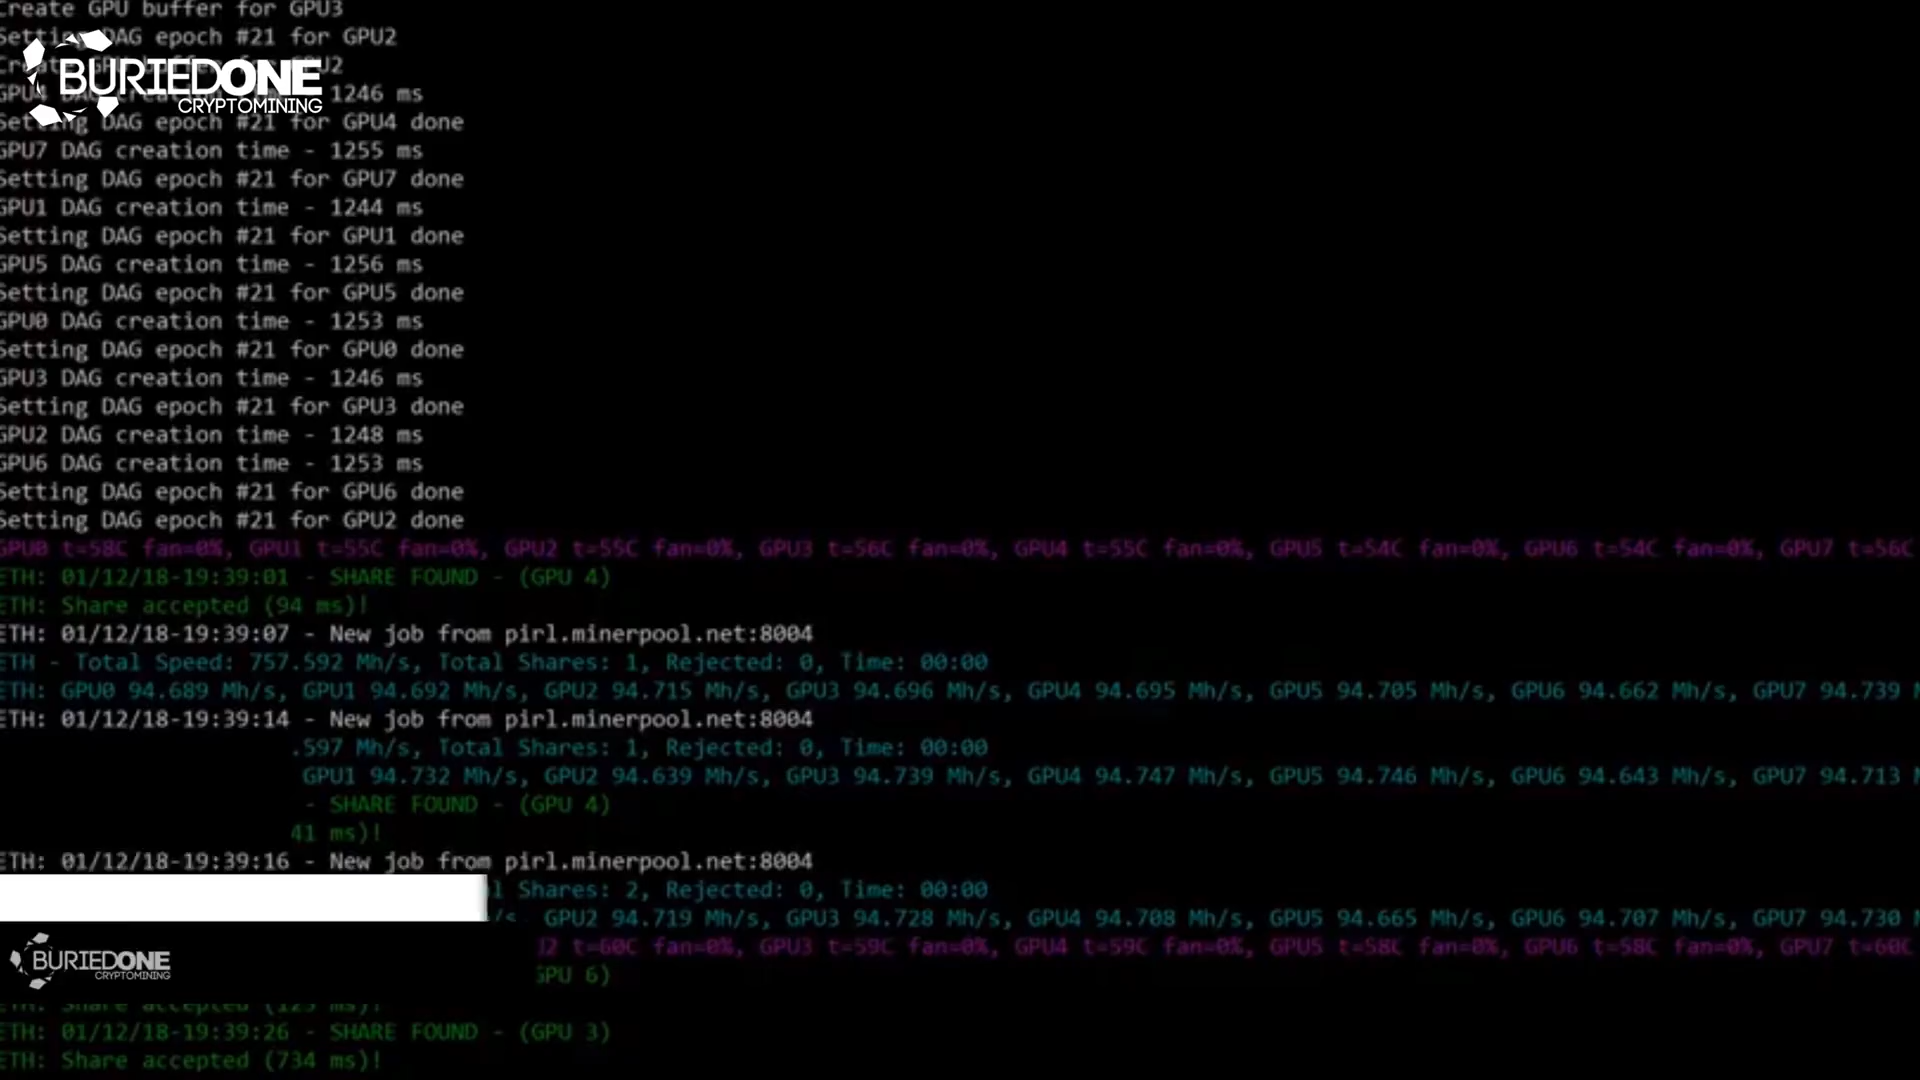 Create GPU buffer for GPU3
Setting DAG epoch #21 for GPU2
BURIEDONE
CRYPTOMINING
GPU4 DAG creation time - 1246 ms
Setting DAG epoch #21 for GPU4 done
GPU7 DAG creation time - 1255 ms
Setting DAG epoch #21 for GPU7 done
GPU1 DAG creation time - 1244 ms
Setting DAG epoch #21 for GPU1 done
GPU5 DAG creation time - 1256 ms
Setting DAG epoch #21 for GPU5 done
GPU0 DAG creation time - 1253 ms
Setting DAG epoch #21 for GPU0 done
GPU3 DAG creation time - 1246 ms
Setting DAG epoch #21 for GPU3 done
GPU2 DAG creation time - 1248 ms
GPU6 DAG creation time - 1253 ms
Setting DAG epoch #21 for GPU6 done
Setting DAG epoch #21 for GPU2 done
GPU0 t=58C fan=0%, GPU1 t=55C fan=0%, GPU2 t=55C fan=0%, GPU3 t=56C fan=0%, GPU4 t=55C fan=0%, GPU5 t=54C fan=0%, GPU6 t=54C fan=0%, GPU7 t=56C
ETH: 01/12/18-19:39:01 - SHARE FOUND - (GPU 4)
ETH: Share accepted (94 ms)!
ETH: 01/12/18-19:39:07 - New job from pirl.minerpool.net:8004
ETH - Total Speed: 757.592 Mh/s, Total Shares: 1, Rejected: 0, Time: 00:00
ETH: GPU0 94.689 Mh/s, GPU1 94.692 Mh/s, GPU2 94.715 Mh/s, GPU3 94.696 Mh/s, GPU4 94.695 Mh/s, GPU5 94.705 Mh/s, GPU6 94.662 Mh/s, GPU7 94.739
ETH: 01/12/18-19:39:14 - New job from pirl.minerpool.net:8004
.597 Mh/s, Total Shares: 1, Rejected: 0, Time: 00:00
GPU1 94.732 Mh/s, GPU2 94.639 Mh/s, GPU3 94.739 Mh/s, GPU4 94.747 Mh/s, GPU5 94.746 Mh/s, GPU6 94.643 Mh/s, GPU7 94.713
- SHARE FOUND - (GPU 4)
41 ms)!
ETH: 01/12/18-19:39:16 - New job from pirl.minerpool.net:8004
Shares: 2, Rejected: 0, Time: 00:00
GPU2 94.719 Mh/s, GPU3 94.728 Mh/s, GPU4 94.708 Mh/s, GPU5 94.665 Mh/s, GPU6 94.707 Mh/s, GPU7 94.730
t=60C fan=0%, GPU3 t=59C fan=0%, GPU4 t=59C fan=0%, GPU5 t=58C fan=0%, GPU6 t=58C fan=0%, GPU7 t=60C
BURIEDONE
CRYPTOMINING
GPU 6)
ETH: Share accepted (125 ms)!
ETH: 01/12/18-19:39:26 - SHARE FOUND - (GPU 3)
ETH: Share accepted (734 ms)!